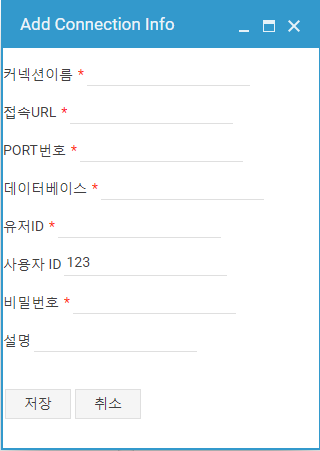 Add Connection Info
커넥션이름 *
접속URL *
PORT번호 *
데이터베이스 *
유저ID *
사용자 ID 123
비밀번호 *
설명
저장 취소